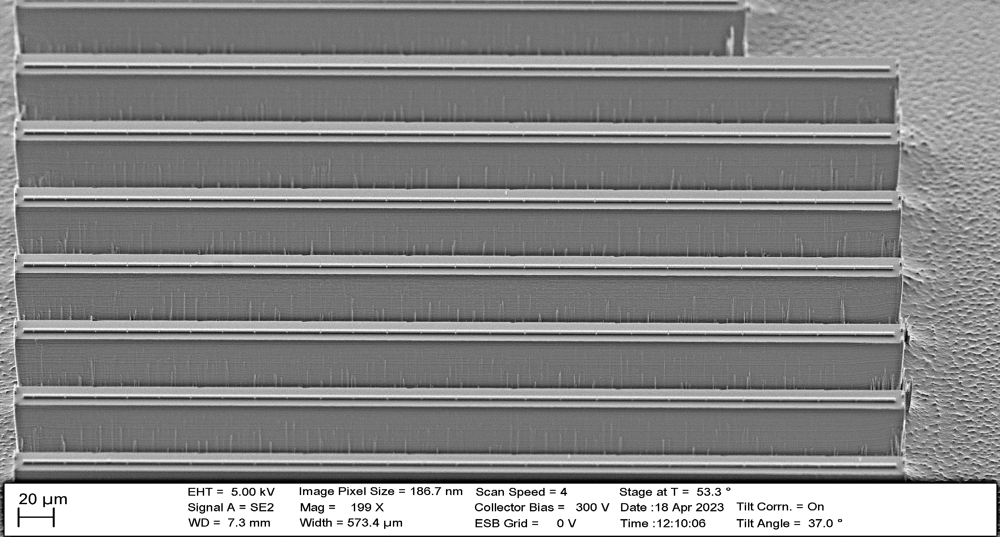 20 µm
EHT = 5.00 kV
Signal A = SE2
WD = 7.3 mm
Image Pixel Size = 186.7 nm
Mag = 199 X
Width = 573.4 µm
Scan Speed = 4
Collector Bias = 300 V
ESB Grid = 0 V
Stage at T = 53.3 °
Date :18 Apr 2023
Time :12:10:06
Tilt Corrn. = On
Tilt Angle = 37.0 °